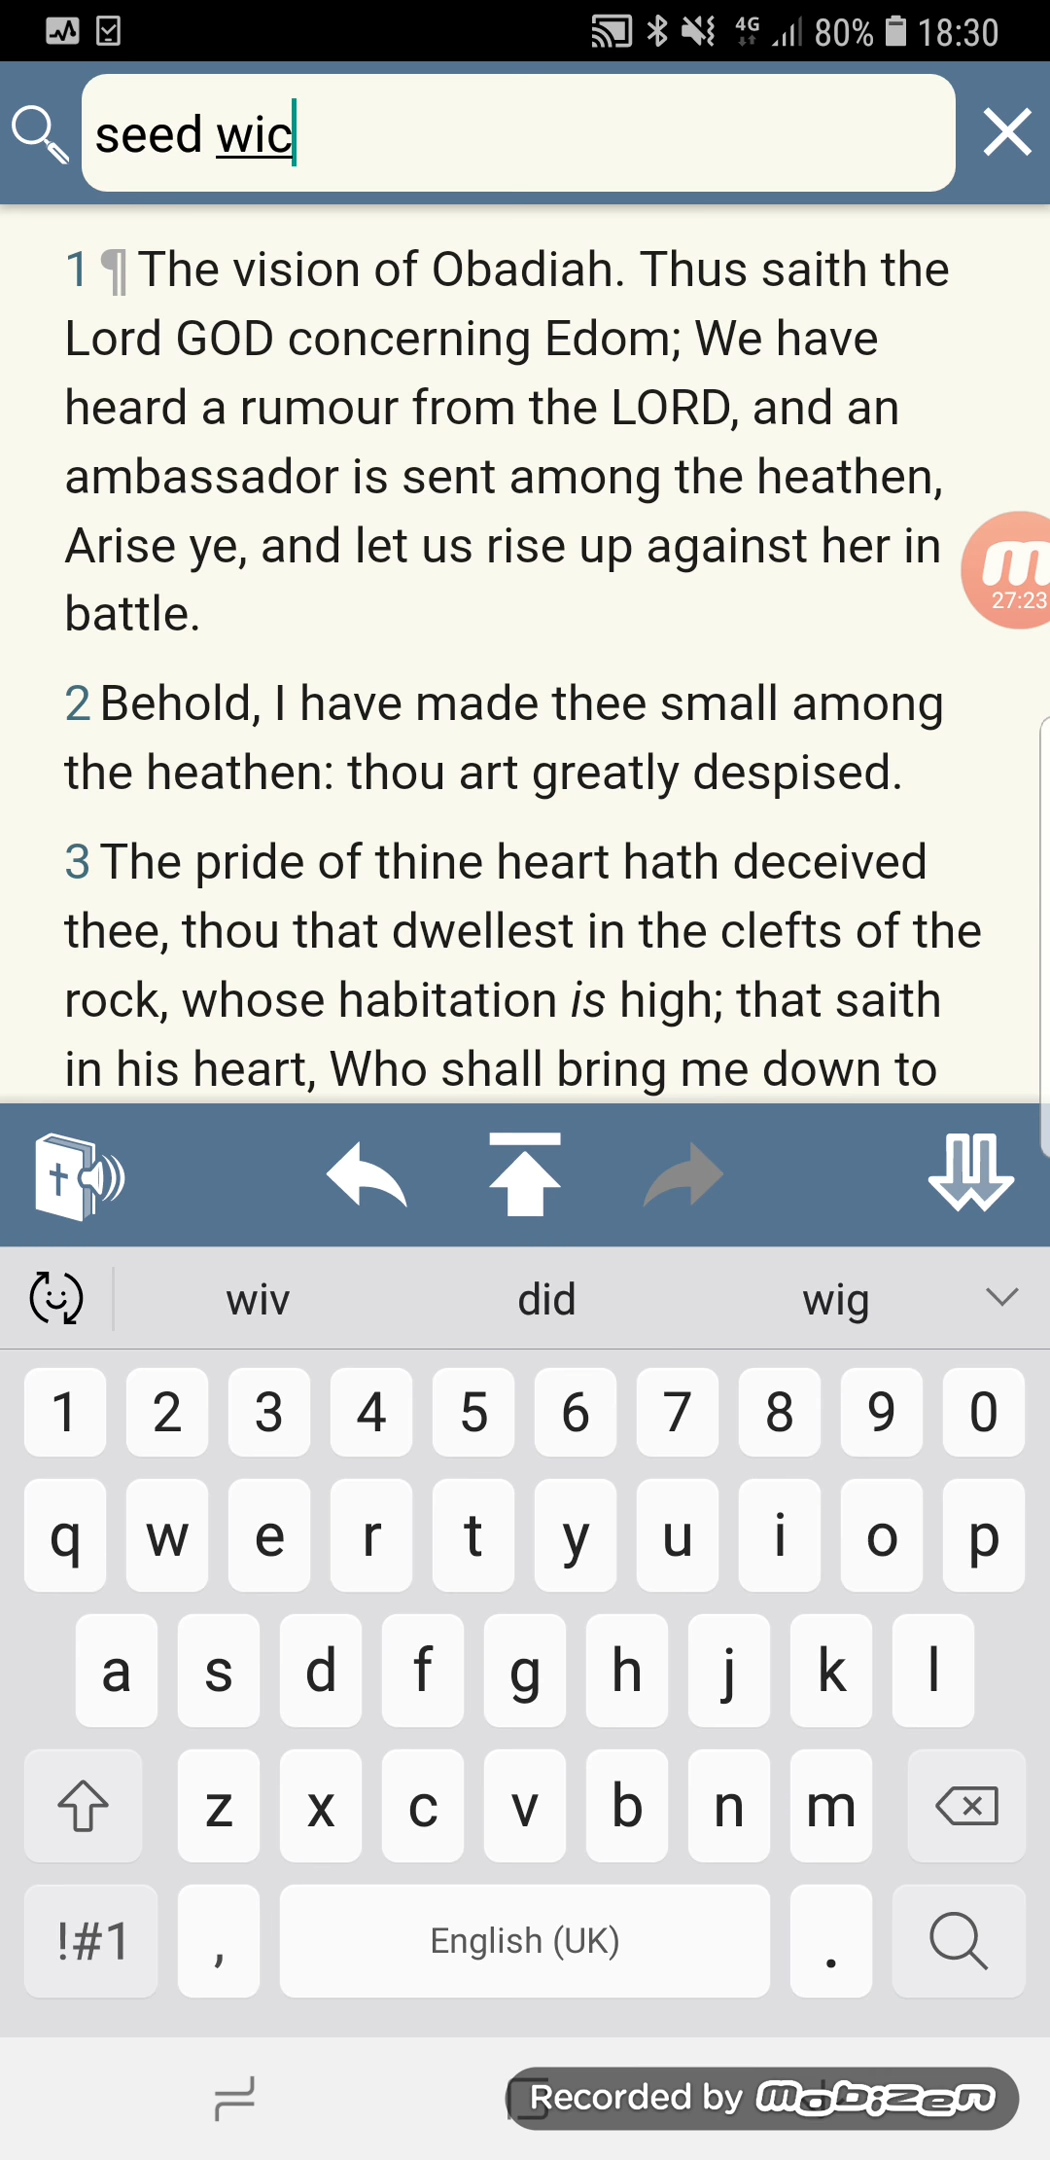 4G 80% 18:30
seed wic
1 ¶ The vision of Obadiah. Thus saith the
Lord GOD concerning Edom; We have
heard a rumour from the LORD, and an
ambassador is sent among the heathen,
Arise ye, and let us rise up against her in
battle.
m
27:23
2 Behold, I have made thee small among
the heathen: thou art greatly despised.
3 The pride of thine heart hath deceived
thee, thou that dwellest in the clefts of the
rock, whose habitation is high; that saith
in his heart, Who shall bring me down to
wiv did wig
1 2 3 4 5 6 7 8 9 0
q w e r t y u i o p
a s d f g h j k l
z x c v b n m
!#1 , English (UK) .
Recorded by mobizen